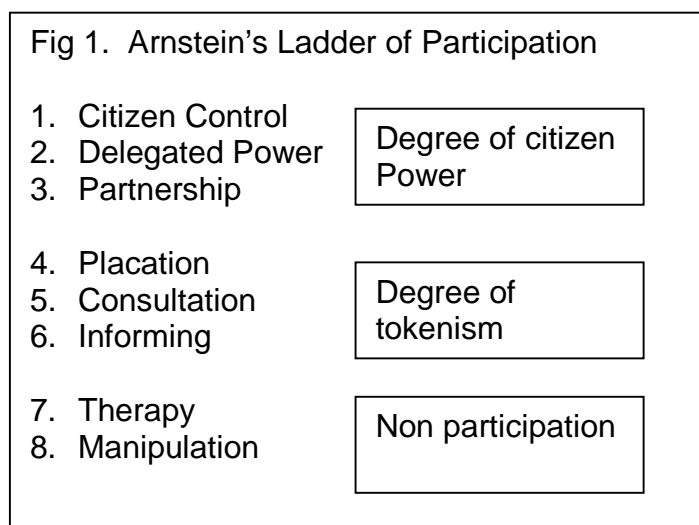 Fig 1. Arnstein’s Ladder of Participation
1. Citizen Control
2. Delegated Power
3. Partnership
Degree of citizen
Power
4. Placation
5. Consultation
6. Informing
Degree of
tokenism
7. Therapy
8. Manipulation
Non participation